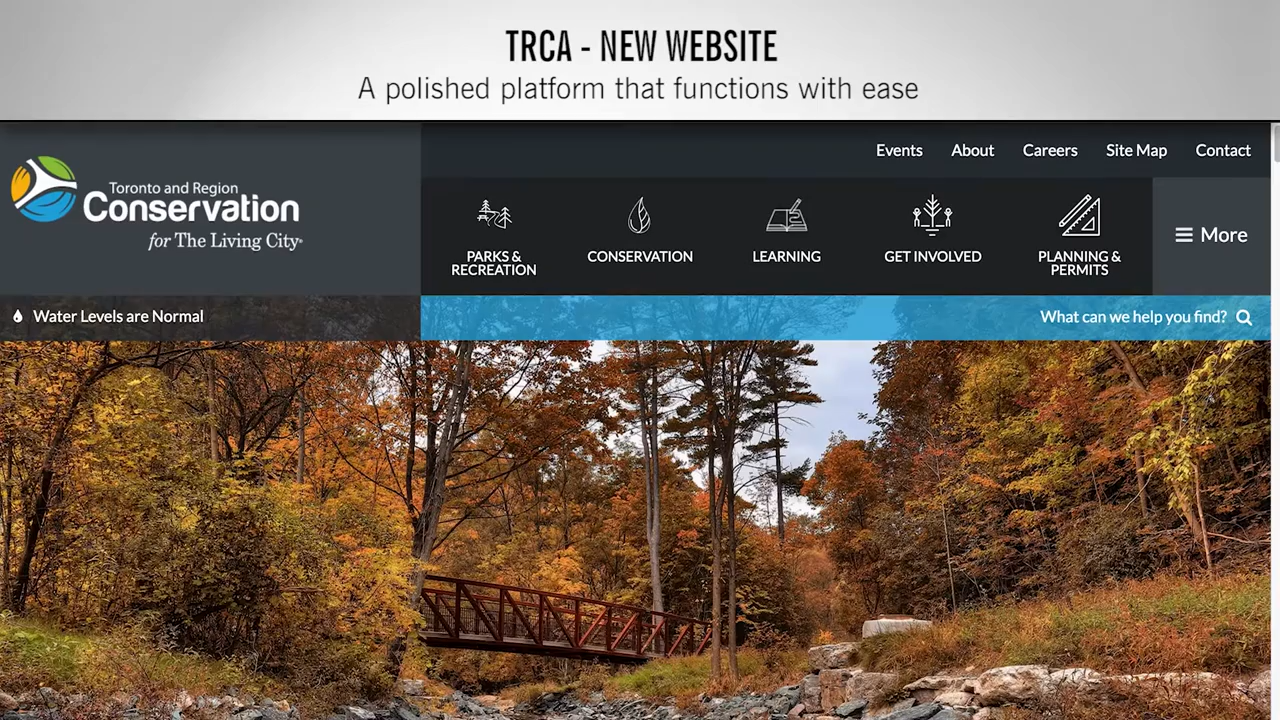 TRCA - NEW WEBSITE
A polished platform that functions with ease
Events About Careers Site Map Contact
Toronto and Region
Conservation
for The Living City
PARKS &
RECREATION
CONSERVATION
LEARNING
GET INVOLVED
PLANNING &
PERMITS
More
Water Levels are Normal
What can we help you find?